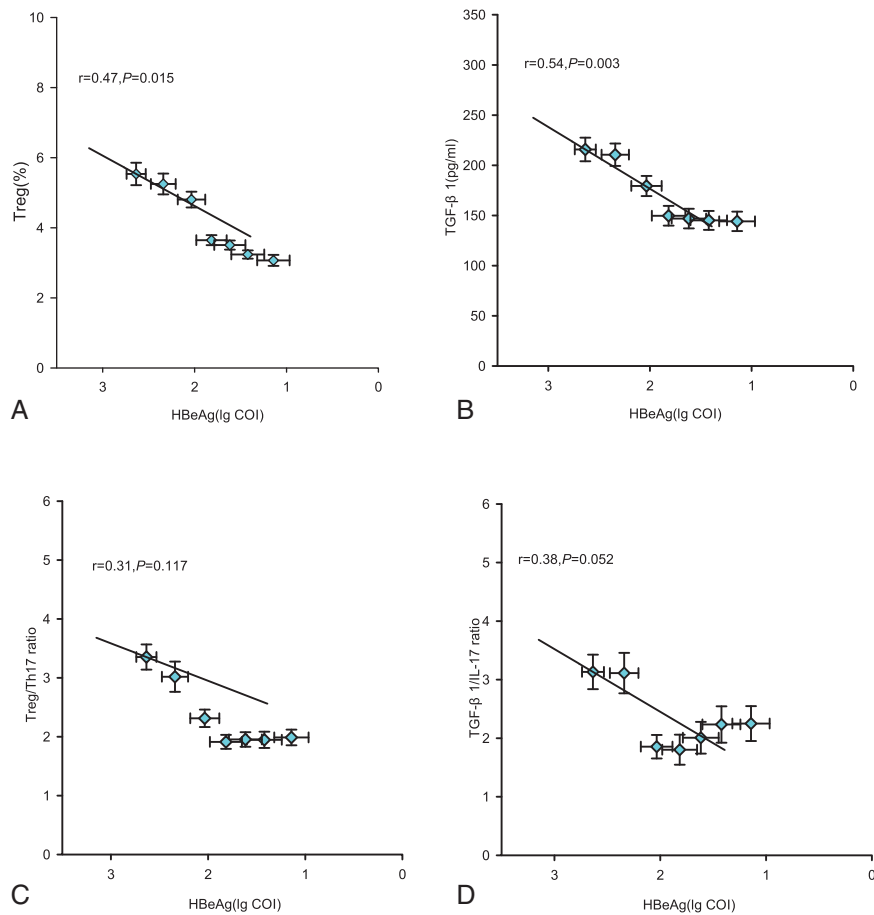 10
8
6
4
2
0
Treg(%)
r=0.47,P=0.015
3 2 1 0
HBeAg(lg COI)
A
350
300
250
200
150
100
50
0
TGF-β 1(pg/ml)
r=0.54,P=0.003
3 2 1 0
HBeAg(lg COI)
B
6
5
4
3
2
1
0
Treg/Th17 ratio
r=0.31,P=0.117
3 2 1 0
HBeAg(lg COI)
C
6
5
4
3
2
1
0
TGF-β 1/IL-17 ratio
r=0.38,P=0.052
3 2 1 0
HBeAg(lg COI)
D